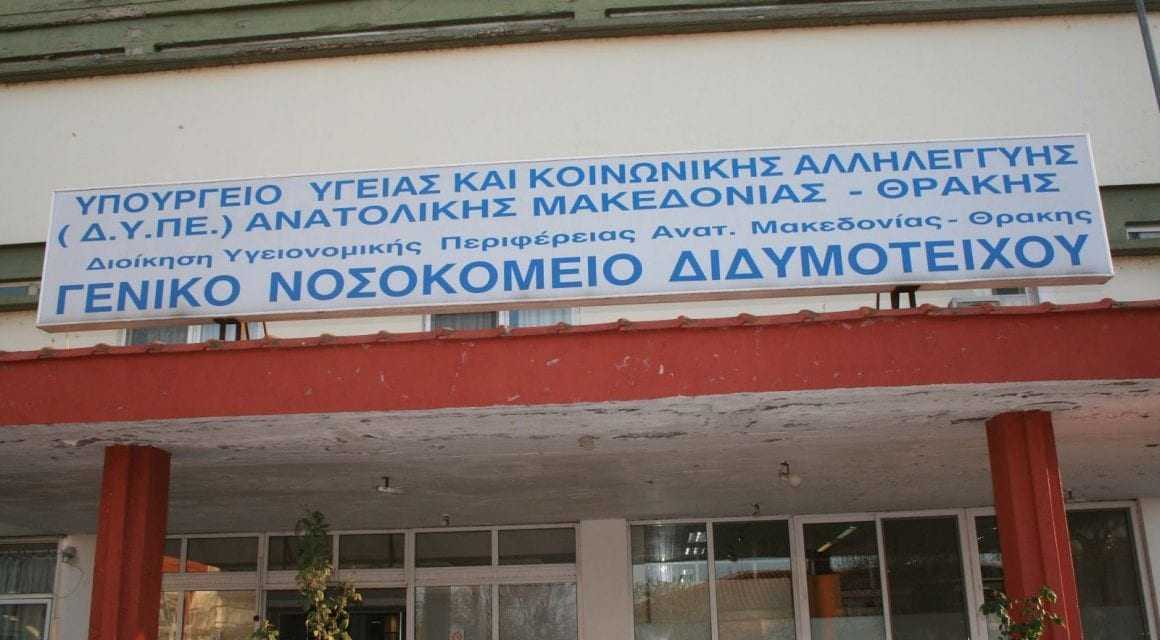 ΥΠΟΥΡΓΕΙΟ ΥΓΕΙΑΣ ΚΑΙ ΚΟΙΝΩΝΙΚΗΣ ΑΛΛΗΛΕΓΓΥΗΣ
( Δ.Υ.ΠΕ.) ΑΝΑΤΟΛΙΚΗΣ ΜΑΚΕΔΟΝΙΑΣ - ΘΡΑΚΗΣ
Διοίκηση Υγειονομικής Περιφέρειας Ανατ. Μακεδονίας - Θρακης
ΓΕΝΙΚΟ ΝΟΣΟΚΟΜΕΙΟ ΔΙΔΥΜΟΤΕΙΧΟΥ